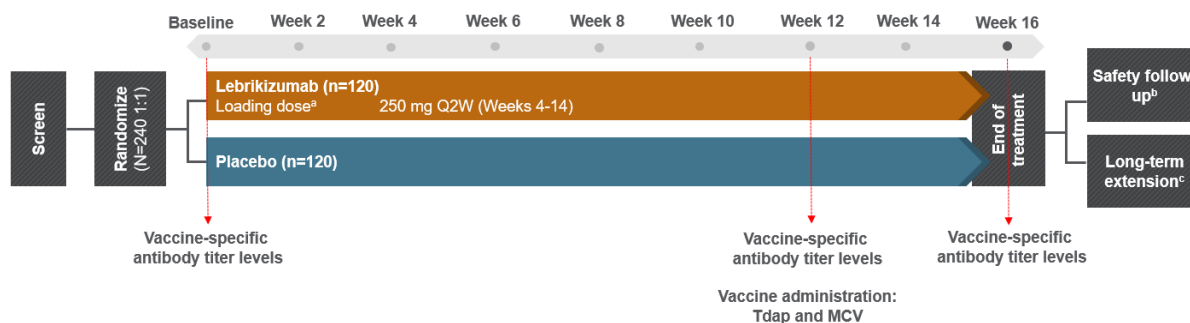 Baseline Week 2 Week 4 Week 6 Week 8 Week 10 Week 12 Week 14 Week 16
Screen
Randomize
(N=240 1:1)
Lebrikizumab (n=120)
Loading doseᵃ 250 mg Q2W (Weeks 4-14)
Placebo (n=120)
End of
treatment
Safety follow
upᵇ
Long-term
extensionᶜ
Vaccine-specific
antibody titer levels
Vaccine-specific
antibody titer levels
Vaccine administration:
Tdap and MCV
Vaccine-specific
antibody titer levels